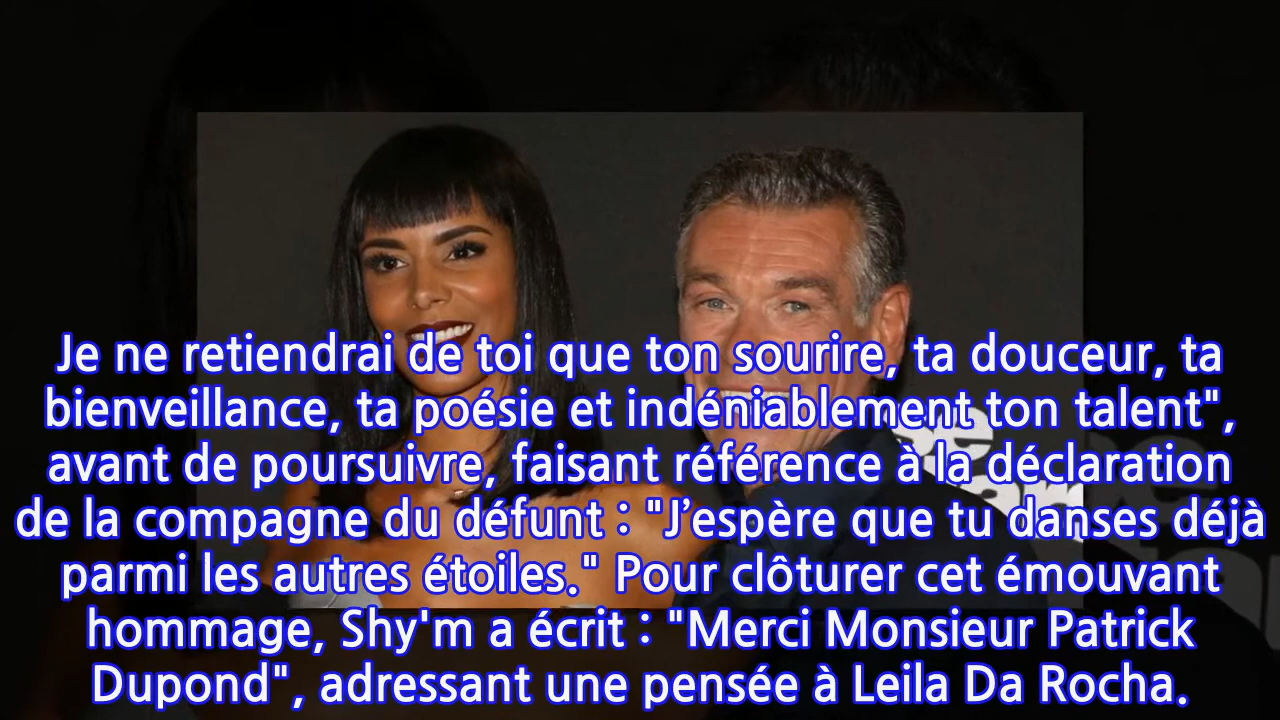 Je ne retiendrai de toi que ton sourire, ta douceur, ta
bienveillance, ta poésie et indéniablement ton talent",
avant de poursuivre, faisant référence à la déclaration
de la compagne du défunt : "J’espère que tu danses déjà
parmi les autres étoiles." Pour clôturer cet émouvant
hommage, Shy'm a écrit : "Merci Monsieur Patrick
Dupond", adressant une pensée à Leila Da Rocha.